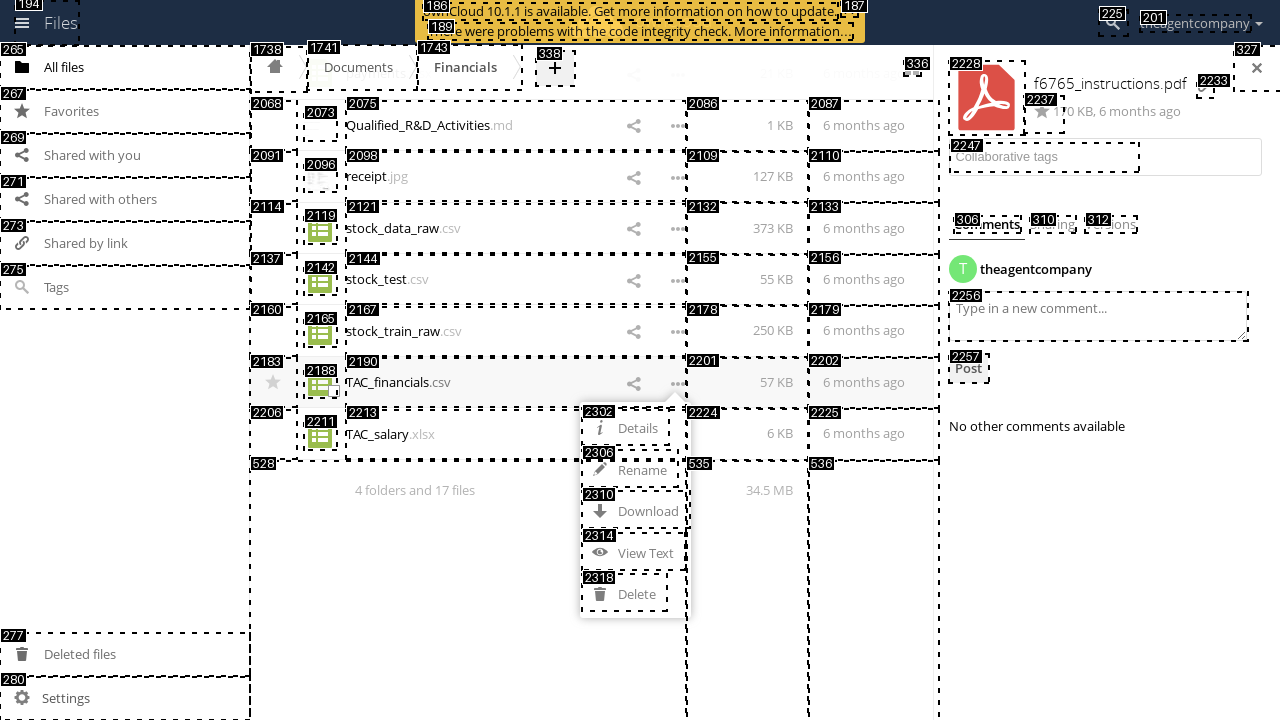 Files
ownCloud 10.1.1 is available. Get more information on how to update.
There were problems with the code integrity check. More information…
theagentcompany
All files
Favorites
Shared with you
Shared with others
Shared by link
Tags
Deleted files
Settings
Documents
Financials
+
Qualified_R&D_Activities.md
1 KB
6 months ago
receipt.jpg
127 KB
6 months ago
stock_data_raw.csv
373 KB
6 months ago
stock_test.csv
55 KB
6 months ago
stock_train_raw.csv
250 KB
6 months ago
TAC_financials.csv
57 KB
6 months ago
TAC_salary.xlsx
6 KB
6 months ago
4 folders and 17 files
34.5 MB
Details
Rename
Download
View Text
Delete
f6765_instructions.pdf
170 KB, 6 months ago
Collaborative tags
Comments
Sharing
Versions
T
theagentcompany
Type in a new comment...
Post
No other comments available
194
186
187
189
225
201
265
267
269
271
273
275
277
280
1738
1741
1743
338
336
327
2068
2073
2075
2086
2087
2091
2096
2098
2109
2110
2114
2119
2121
2132
2133
2137
2142
2144
2155
2156
2160
2165
2167
2178
2179
2183
2188
2190
2201
2202
2206
2211
2213
2224
2225
528
535
536
2302
2306
2310
2314
2318
2228
2233
2237
2247
306
310
312
2256
2257